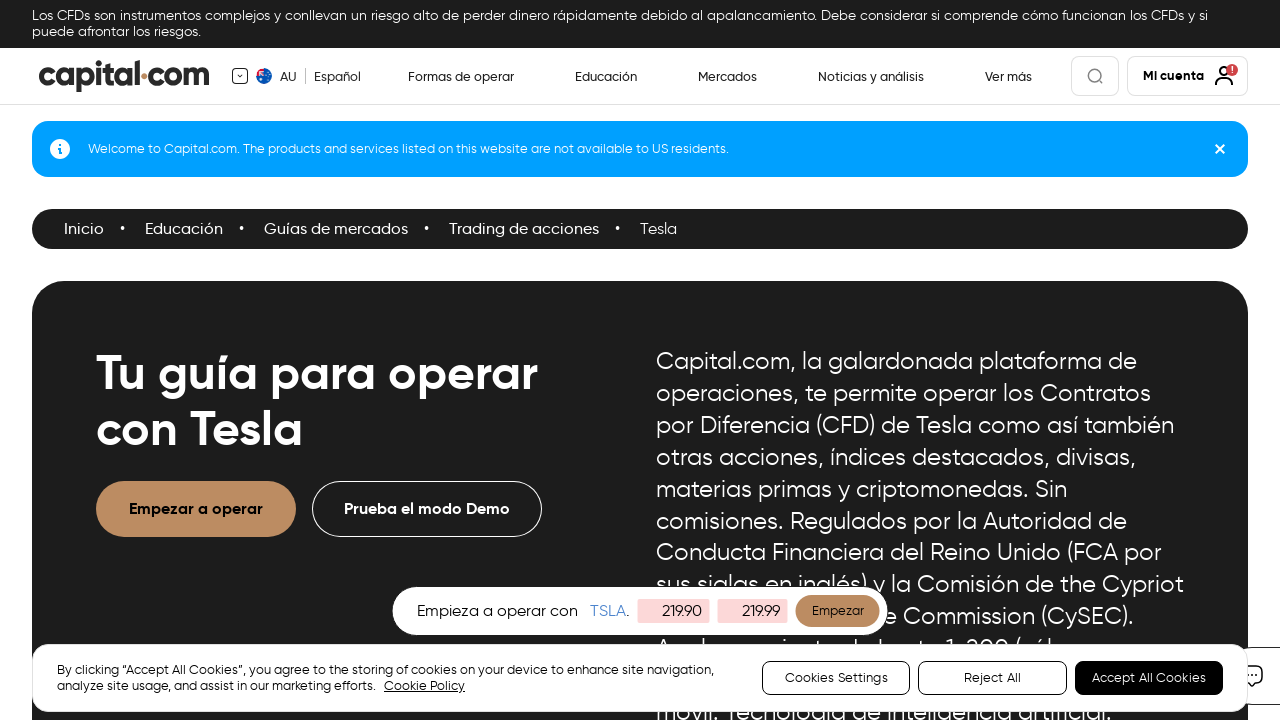 Los CFDs son instrumentos complejos y conllevan un riesgo alto de perder dinero rápidamente debido al apalancamiento. Debe considerar si comprende cómo funcionan los CFDs y si
puede afrontar los riesgos.
capital.com
AU
Español
Formas de operar
Educación
Mercados
Noticias y análisis
Ver más
Mi cuenta
!
Welcome to Capital.com. The products and services listed on this website are not available to US residents.
Inicio • Educación • Guías de mercados • Trading de acciones • Tesla
Tu guía para operar
con Tesla
Empezar a operar
Prueba el modo Demo
Capital.com, la galardonada plataforma de
operaciones, te permite operar los Contratos
por Diferencia (CFD) de Tesla como así también
otras acciones, índices destacados, divisas,
materias primas y criptomonedas. Sin
comisiones. Regulados por la Autoridad de
Conducta Financiera del Reino Unido (FCA por
sus siglas en inglés) y la Comisión de the Cypriot
e Commission (CySEC).
móvil. Tecnología de inteligencia artificial.
Empieza a operar con TSLA. 219.90 219.99 Empezar
By clicking “Accept All Cookies”, you agree to the storing of cookies on your device to enhance site navigation,
analyze site usage, and assist in our marketing efforts. Cookie Policy
Cookies Settings
Reject All
Accept All Cookies